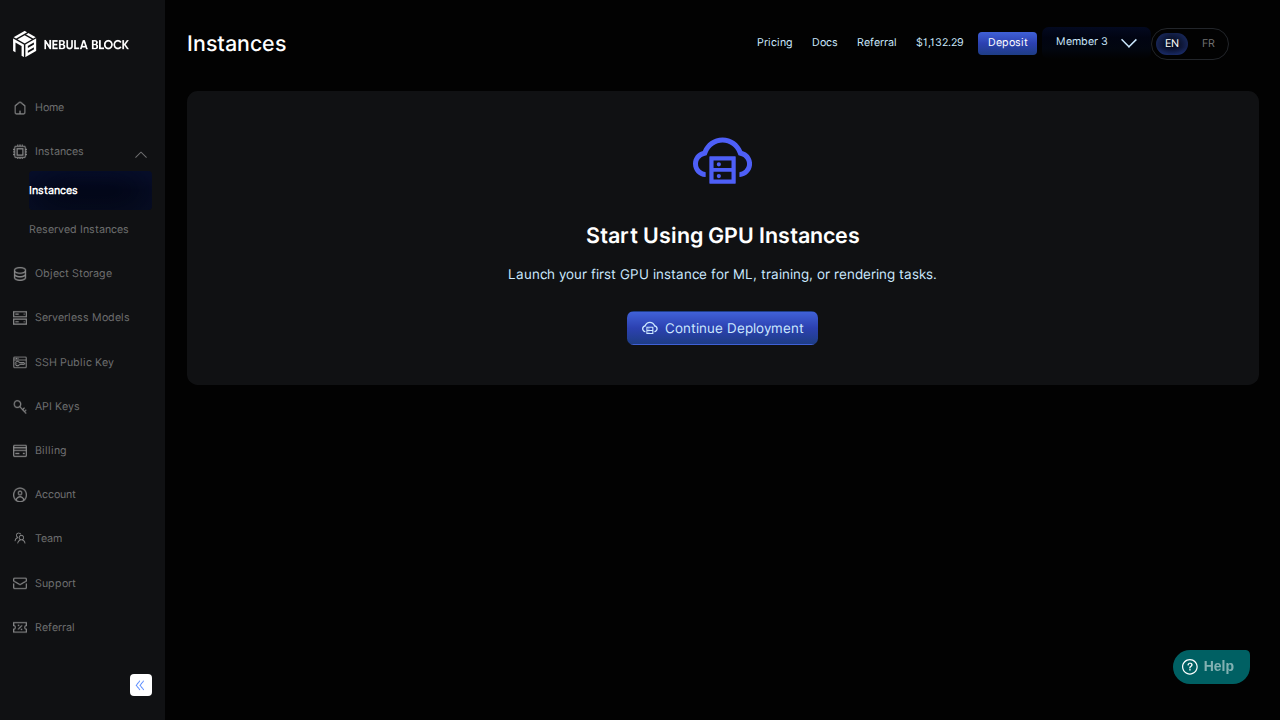 NEBULA BLOCK
Instances
Pricing
Docs
Referral
$1,132.29
Deposit
Member 3
EN
FR
Home
Instances
Instances
Reserved Instances
Object Storage
Serverless Models
SSH Public Key
API Keys
Billing
Account
Team
Support
Referral
Start Using GPU Instances
Launch your first GPU instance for ML, training, or rendering tasks.
Continue Deployment
Help